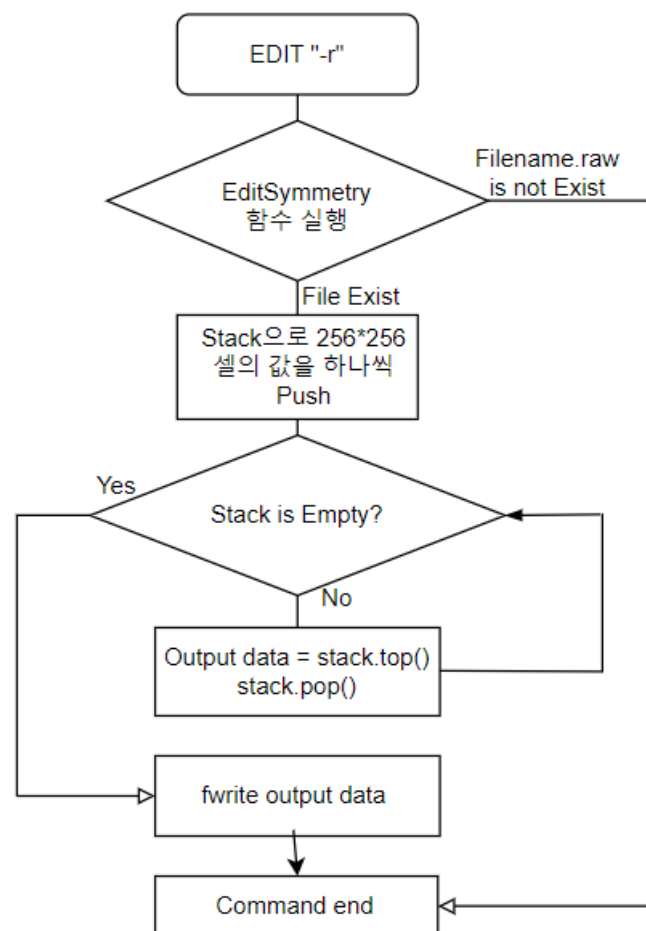 EDIT "-r"
Filename.raw
is not Exist
EditSymmetry
함수 실행
File Exist
Stack으로 256*256
셀의 값을 하나씩
Push
Yes
Stack is Empty?
No
Output data = stack.top()
stack.pop()
fwrite output data
Command end